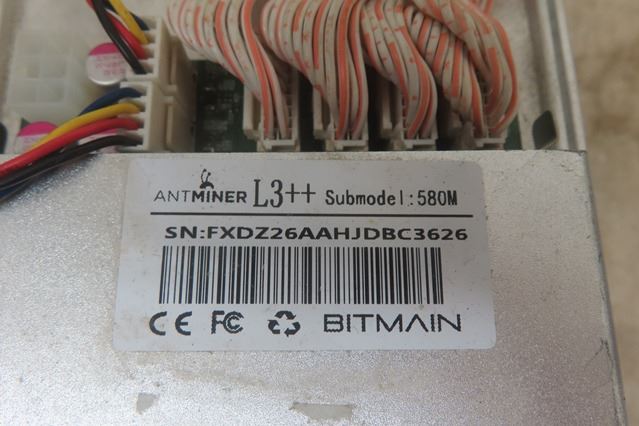 ANTMINER L3++ Submodel:580M
SN:FXDZ26AAHJDBC3626
CE FC BITMAIN